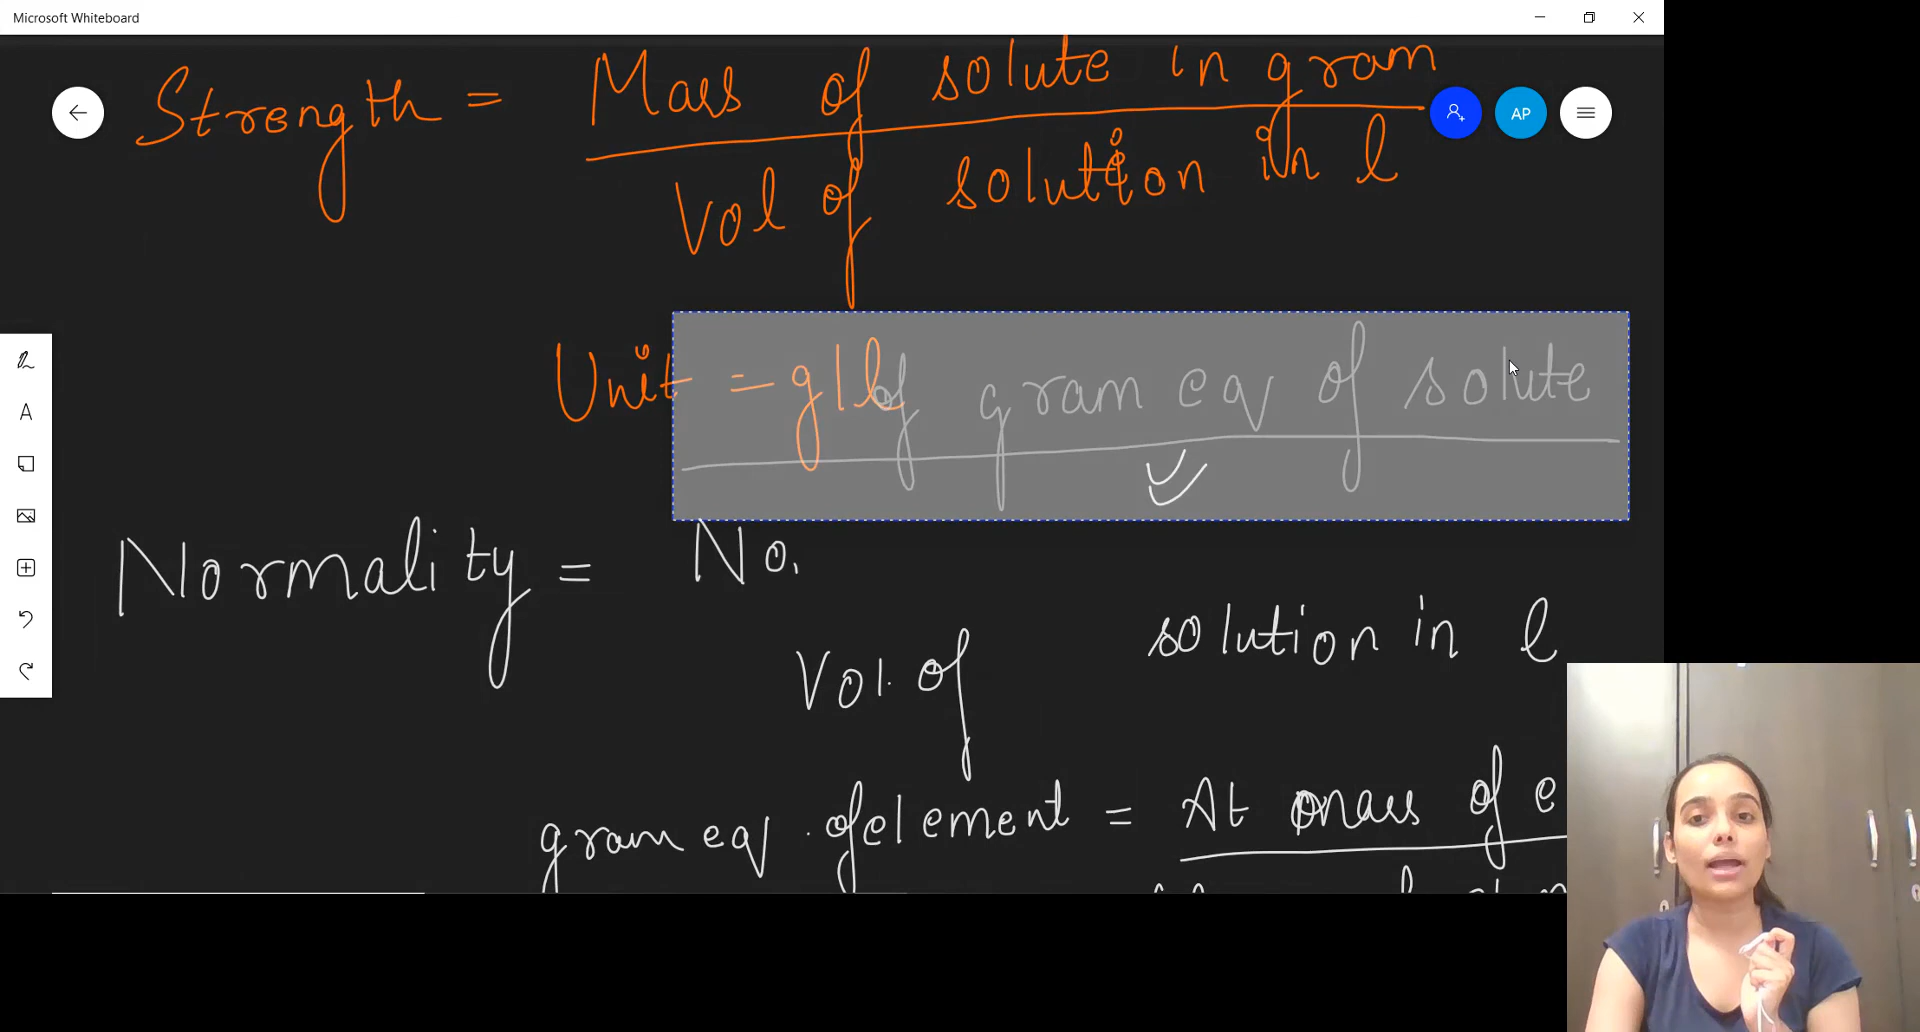 Microsoft Whiteboard
Strength = Mass of solute in gram
Vol of solution in l
AP
Unit = g/l
of gram eq of solute
Normality = No.
Vol. of solution in l
gram eq. of element = At mass of e